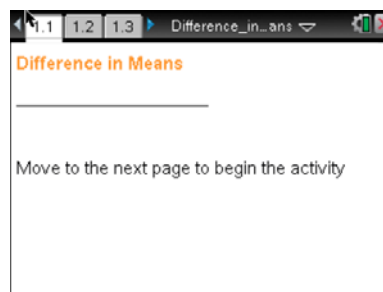 1.1 1.2 1.3 Difference_in...ans
Difference in Means
Move to the next page to begin the activity